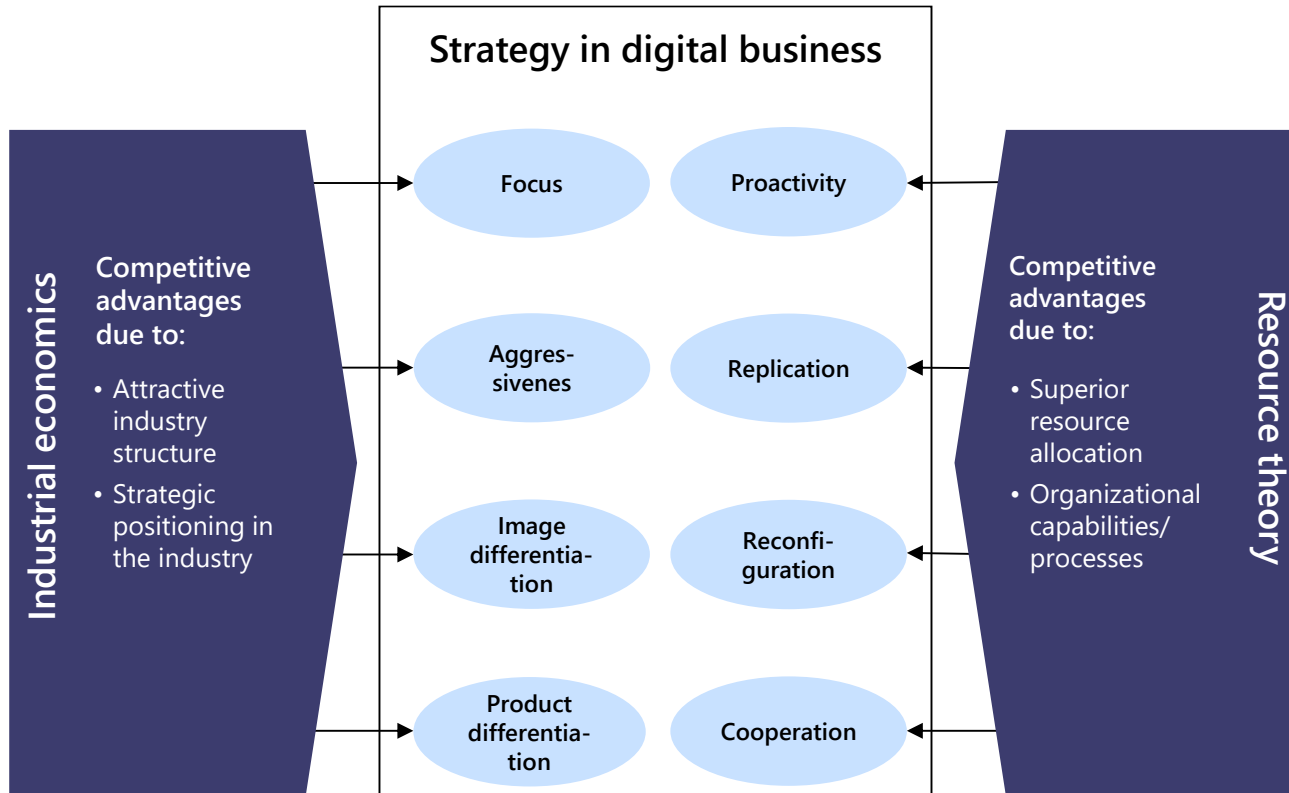 Strategy in digital business
Industrial economics
Competitive
advantages
due to:
• Attractive
industry
structure
• Strategic
positioning in
the industry
Focus
Aggres-
sivenes
Image
differentia-
tion
Product
differentia-
tion
Proactivity
Replication
Reconfi-
guration
Cooperation
Competitive
advantages
due to:
• Superior
resource
allocation
• Organizational
capabilities/
processes
Resource theory